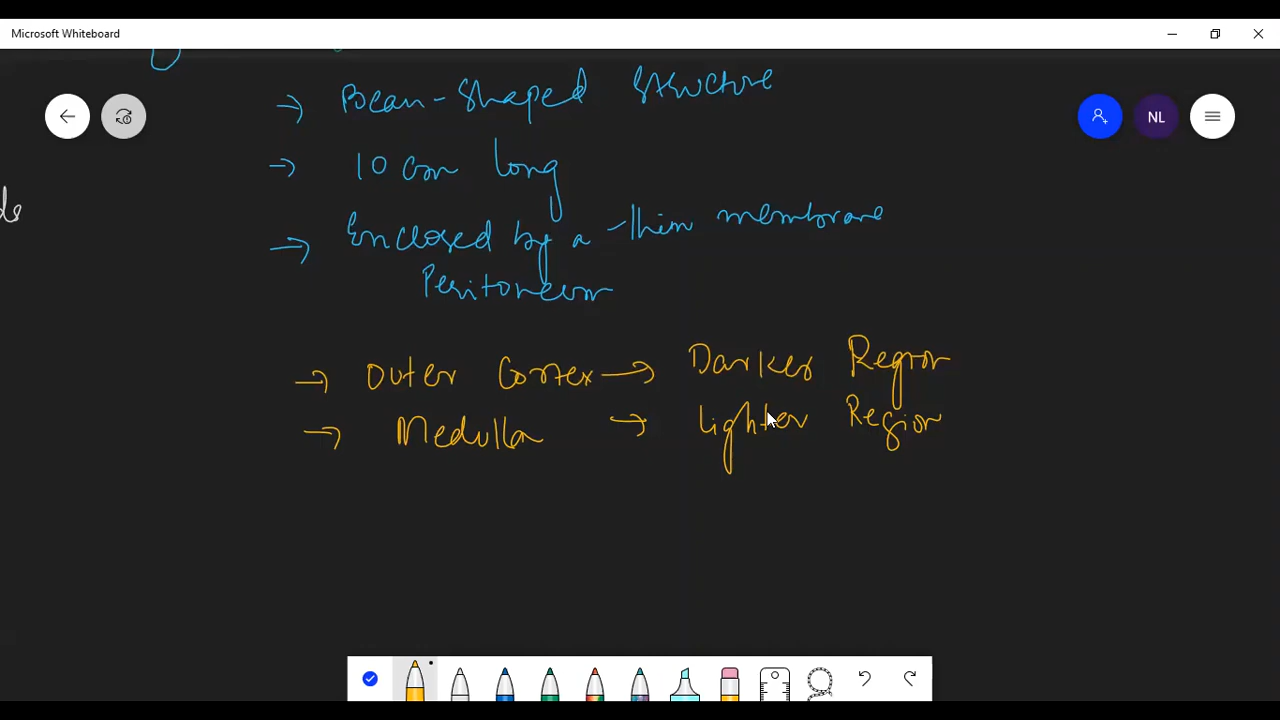 Microsoft Whiteboard
NL
→ Bean-Shaped Structure
→ 10 cm long
→ Enclosed by a thin membrane
Peritoneum
→ Outer Cortex → Darker Region
→ Medulla → Lighter Region